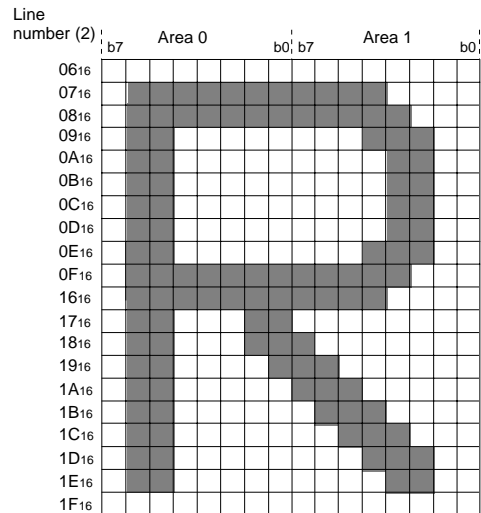 Line
number (2)
b7 Area 0 b0 b7 Area 1 b0
06₁₆
07₁₆
08₁₆
09₁₆
0A₁₆
0B₁₆
0C₁₆
0D₁₆
0E₁₆
0F₁₆
16₁₆
17₁₆
18₁₆
19₁₆
1A₁₆
1B₁₆
1C₁₆
1D₁₆
1E₁₆
1F₁₆